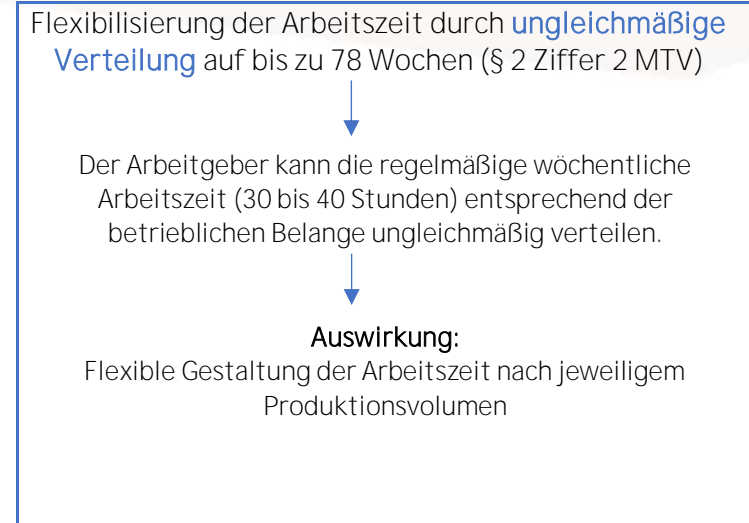 Flexibilisierung der Arbeitszeit durch ungleichmäßige
Verteilung auf bis zu 78 Wochen (§ 2 Ziffer 2 MTV)
Der Arbeitgeber kann die regelmäßige wöchentliche
Arbeitszeit (30 bis 40 Stunden) entsprechend der
betrieblichen Belange ungleichmäßig verteilen.
Auswirkung:
Flexible Gestaltung der Arbeitszeit nach jeweiligem
Produktionsvolumen